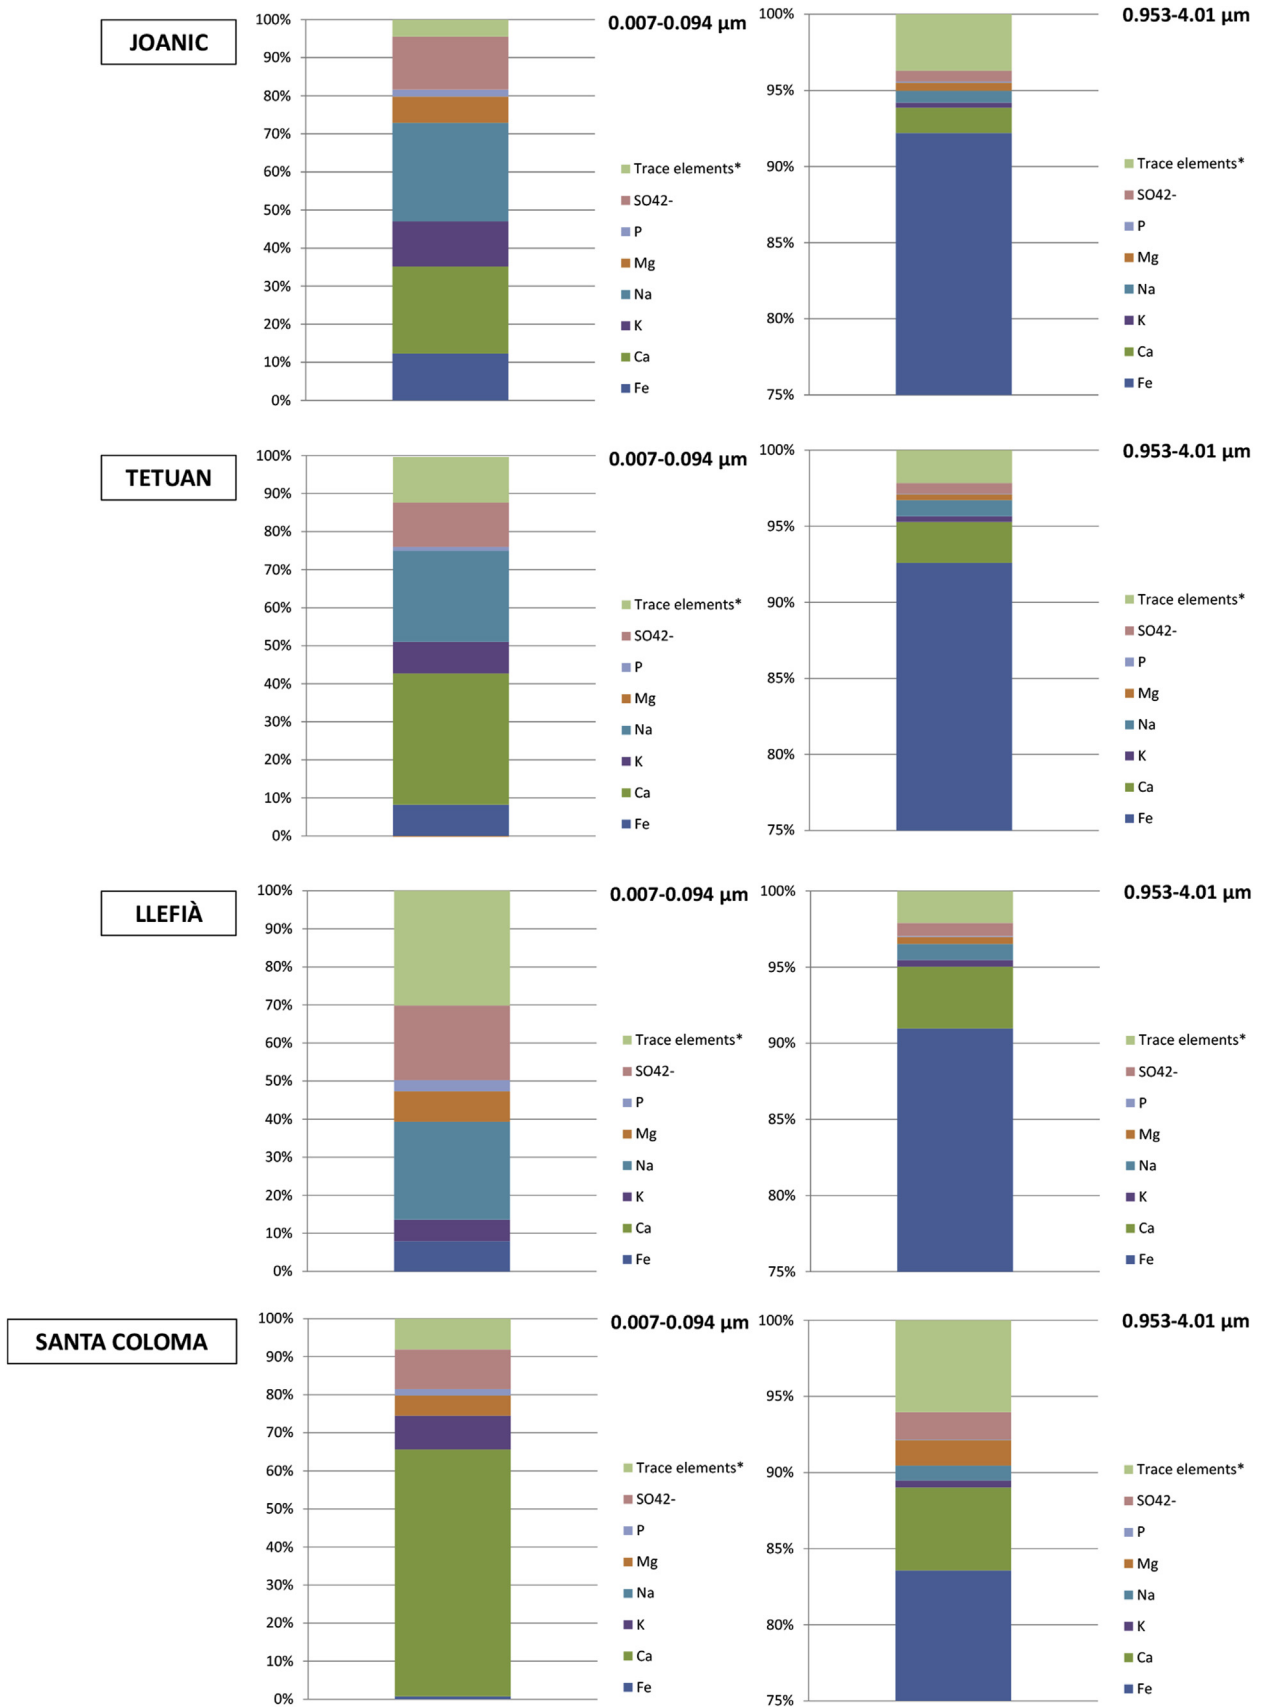 JOANIC
0.007-0.094 µm
100%
90%
80%
70%
60%
50%
40%
30%
20%
10%
0%
Trace elements*
SO42-
P
Mg
Na
K
Ca
Fe
0.953-4.01 µm
100%
95%
90%
85%
80%
75%
Trace elements*
SO42-
P
Mg
Na
K
Ca
Fe
TETUAN
0.007-0.094 µm
100%
90%
80%
70%
60%
50%
40%
30%
20%
10%
0%
Trace elements*
SO42-
P
Mg
Na
K
Ca
Fe
0.953-4.01 µm
100%
95%
90%
85%
80%
75%
Trace elements*
SO42-
P
Mg
Na
K
Ca
Fe
LLEFIÀ
0.007-0.094 µm
100%
90%
80%
70%
60%
50%
40%
30%
20%
10%
0%
Trace elements*
SO42-
P
Mg
Na
K
Ca
Fe
0.953-4.01 µm
100%
95%
90%
85%
80%
75%
Trace elements*
SO42-
P
Mg
Na
K
Ca
Fe
SANTA COLOMA
0.007-0.094 µm
100%
90%
80%
70%
60%
50%
40%
30%
20%
10%
0%
Trace elements*
SO42-
P
Mg
Na
K
Ca
Fe
0.953-4.01 µm
100%
95%
90%
85%
80%
75%
Trace elements*
SO42-
P
Mg
Na
K
Ca
Fe